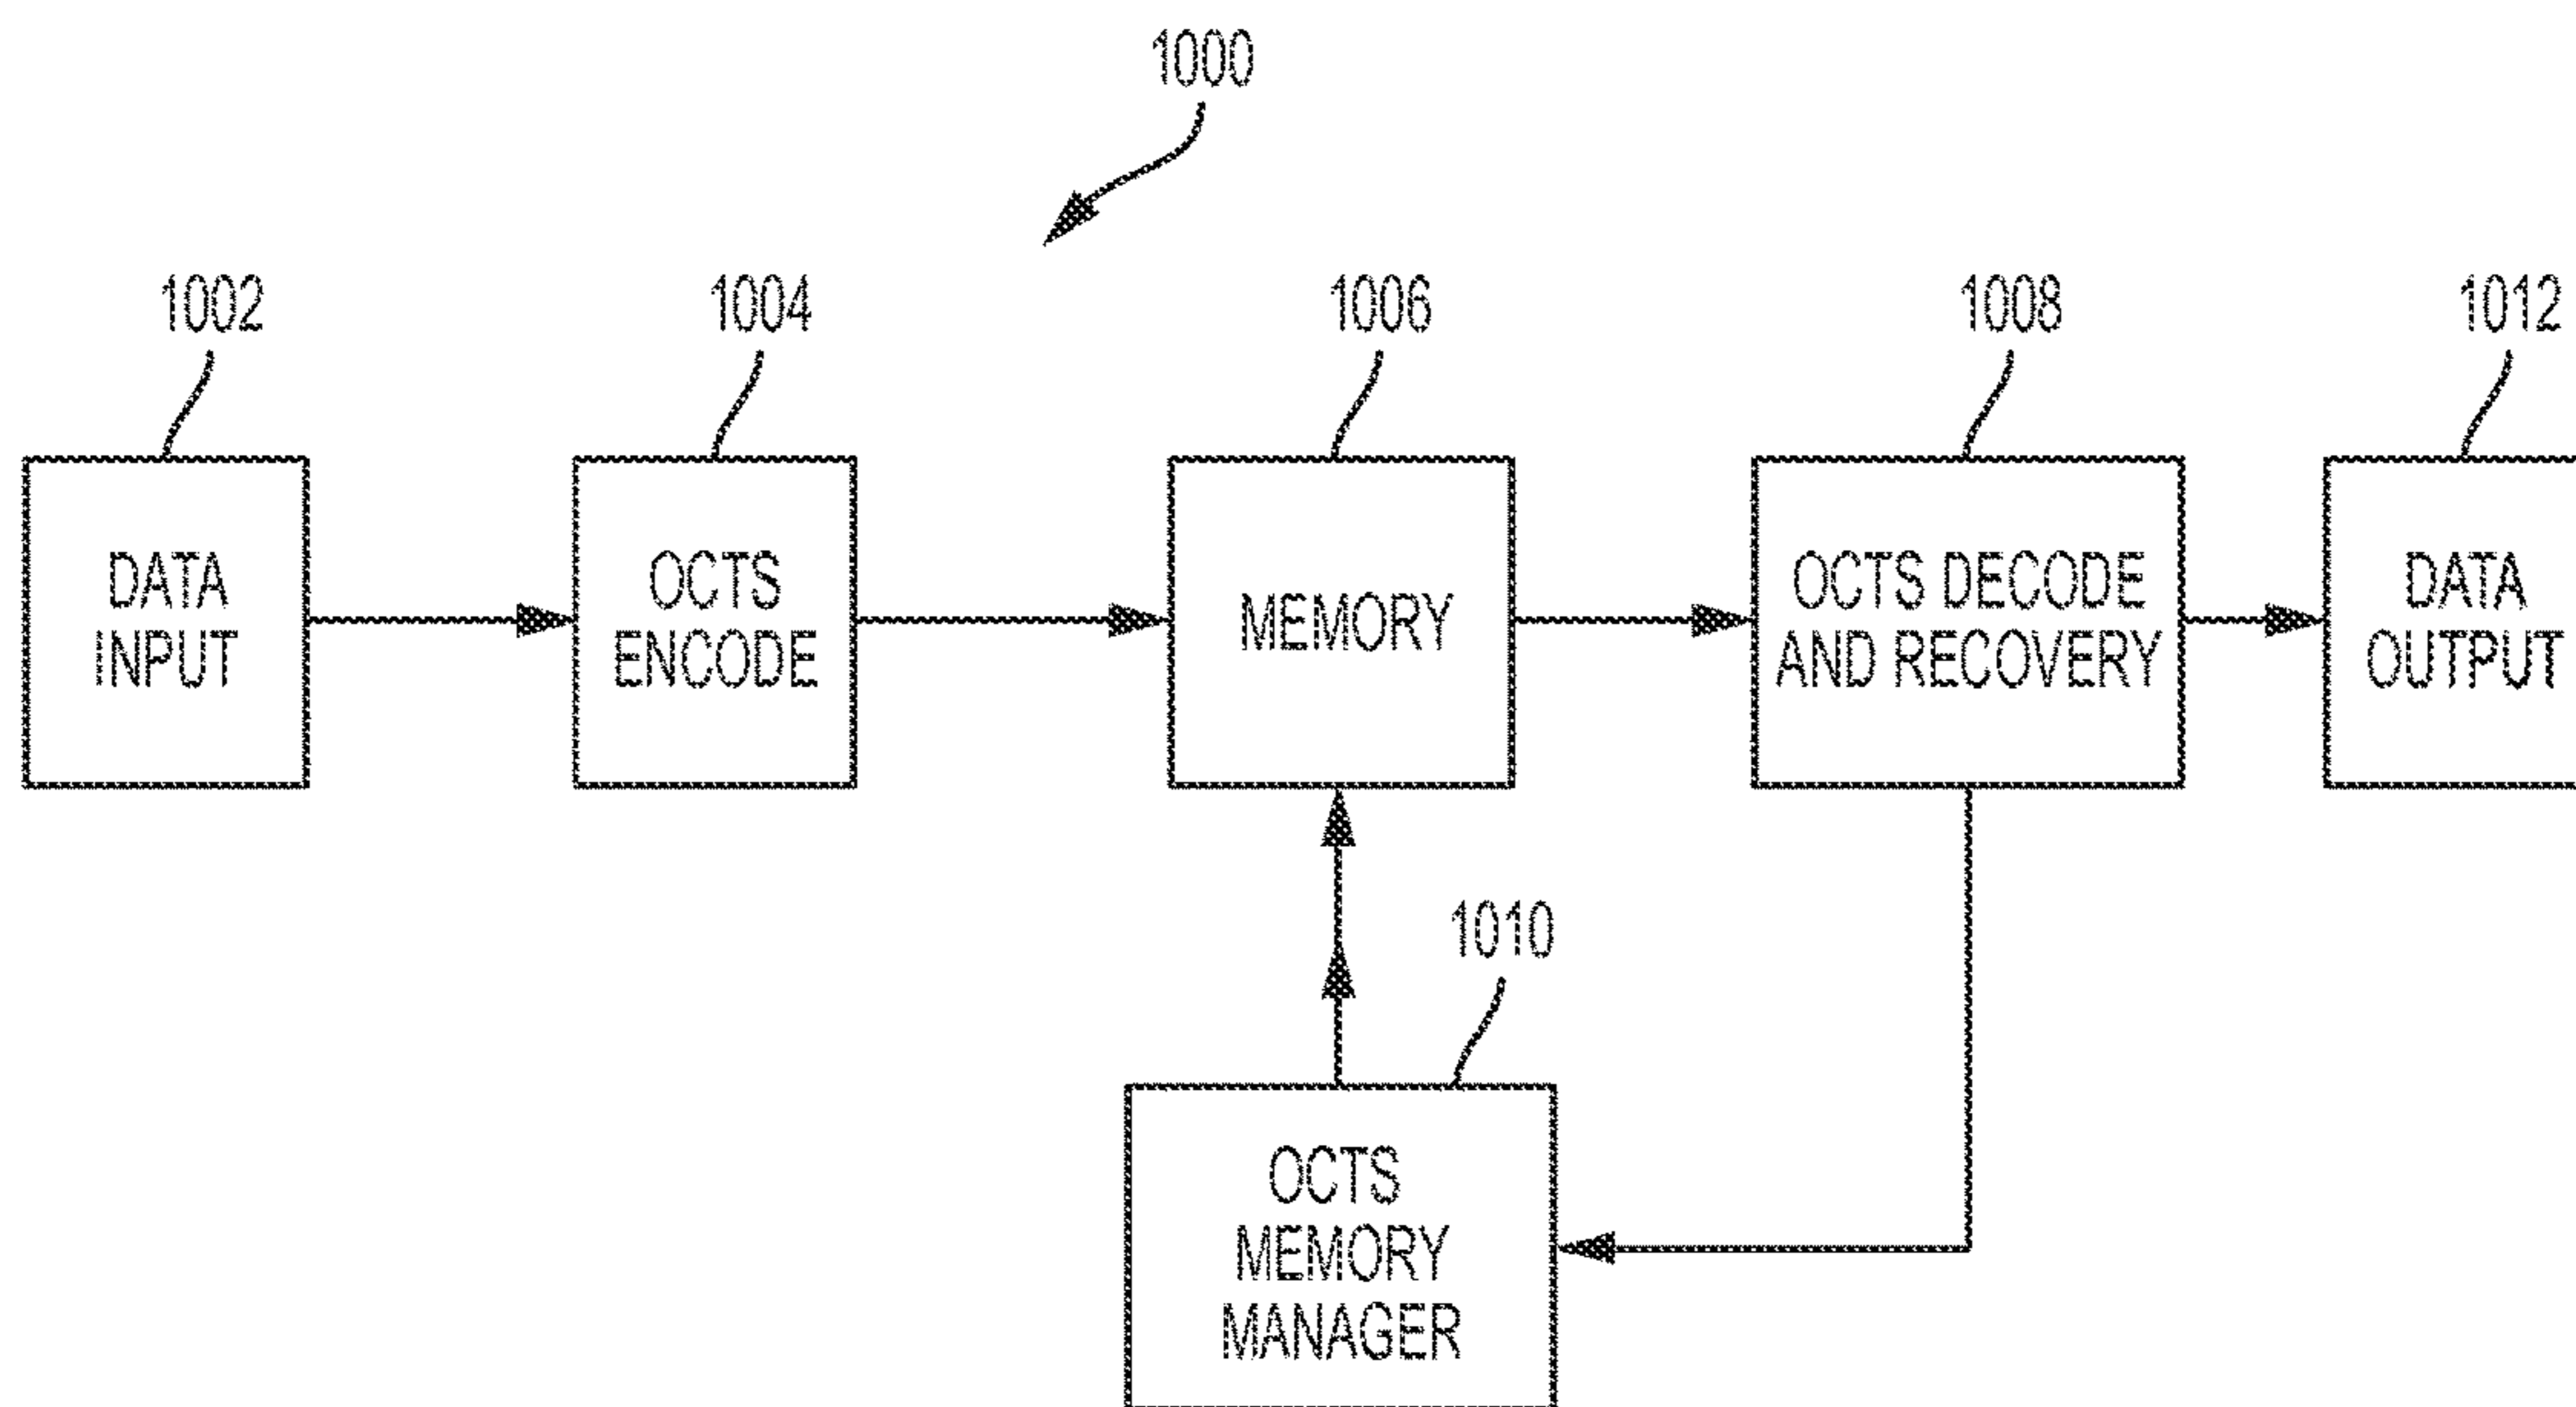 1000
1002
1004
1006
1008
1012
DATA
INPUT
OCTS
ENCODE
MEMORY
OCTS DECODE
AND RECOVERY
DATA
OUTPUT
1010
OCTS
MEMORY
MANAGER